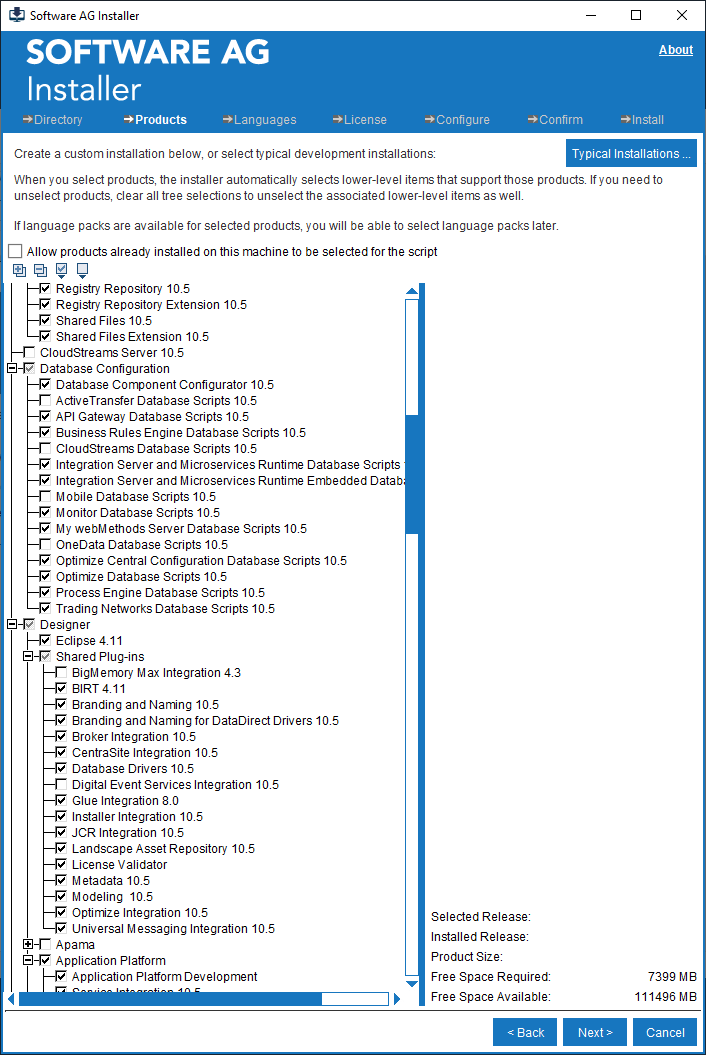 Software AG Installer
SOFTWARE AG
Installer
About
Directory
Products
Languages
License
Configure
Confirm
Install
Create a custom installation below, or select typical development installations:
Typical Installations ...
When you select products, the installer automatically selects lower-level items that support those products. If you need to
unselect products, clear all tree selections to unselect the associated lower-level items as well.
If language packs are available for selected products, you will be able to select language packs later.
Allow products already installed on this machine to be selected for the script
Registry Repository 10.5
Registry Repository Extension 10.5
Shared Files 10.5
Shared Files Extension 10.5
CloudStreams Server 10.5
Database Configuration
Database Component Configurator 10.5
ActiveTransfer Database Scripts 10.5
API Gateway Database Scripts 10.5
Business Rules Engine Database Scripts 10.5
CloudStreams Database Scripts 10.5
Integration Server and Microservices Runtime Database Scripts
Integration Server and Microservices Runtime Embedded Databa
Mobile Database Scripts 10.5
Monitor Database Scripts 10.5
My webMethods Server Database Scripts 10.5
OneData Database Scripts 10.5
Optimize Central Configuration Database Scripts 10.5
Optimize Database Scripts 10.5
Process Engine Database Scripts 10.5
Trading Networks Database Scripts 10.5
Designer
Eclipse 4.11
Shared Plug-ins
BigMemory Max Integration 4.3
BIRT 4.11
Branding and Naming 10.5
Branding and Naming for DataDirect Drivers 10.5
Broker Integration 10.5
CentraSite Integration 10.5
Database Drivers 10.5
Digital Event Services Integration 10.5
Glue Integration 8.0
Installer Integration 10.5
JCR Integration 10.5
Landscape Asset Repository 10.5
License Validator
Metadata 10.5
Modeling 10.5
Optimize Integration 10.5
Universal Messaging Integration 10.5
Apama
Application Platform
Application Platform Development
Service Integration 10.5
Selected Release:
Installed Release:
Product Size:
Free Space Required: 7399 MB
Free Space Available: 111496 MB
< Back
Next >
Cancel